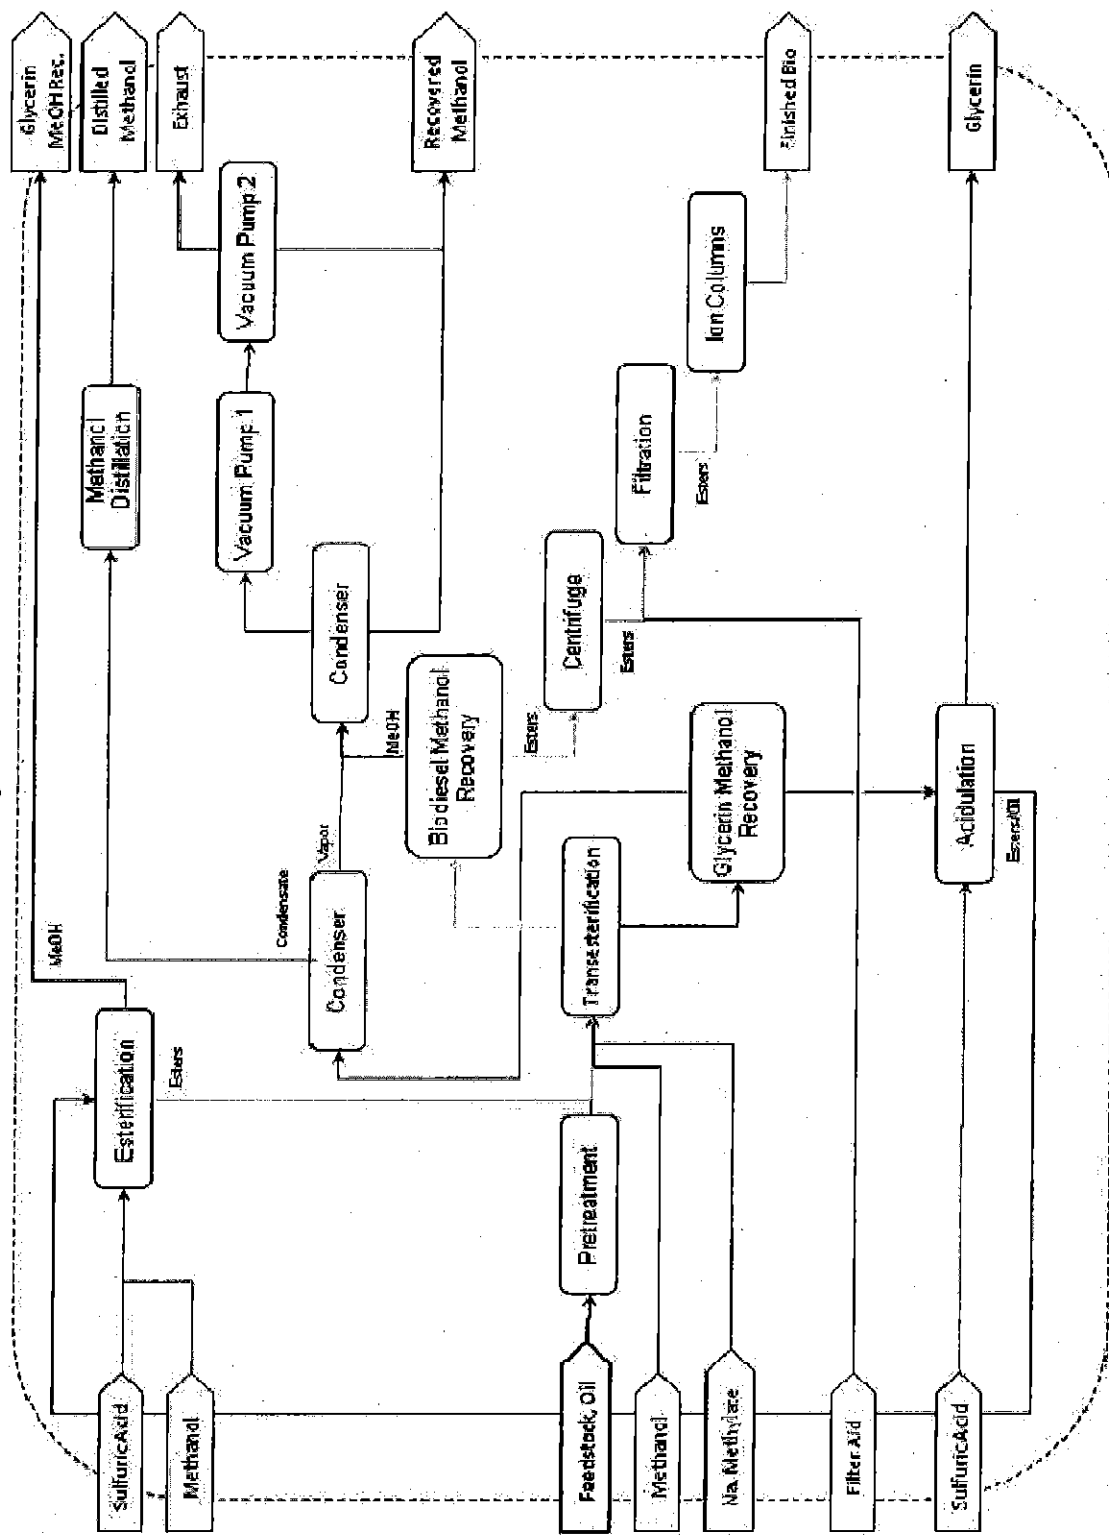 Sulfuric Acid
Methanol
Feedstock, Oil
Methanol
Na. Methylate
Filter Aid
Sulfuric Acid
Esterification
Esters
MeOH
Pretreatment
Condenser
Condensate
Vapor
Transesterification
Biodiesel Methanol
Recovery
MeOH
Esters
Glycerin Methanol
Recovery
Acidulation
Esters/Oil
Methanol
Distillation
Condenser
Vacuum Pump 1
Vacuum Pump 2
Centrifuge
Esters
Filtration
Esters
Ion Columns
Glycerin
MeOH Rec.
Distilled
Methanol
Exhaust
Recovered
Methanol
Finished Bio
Glycerin